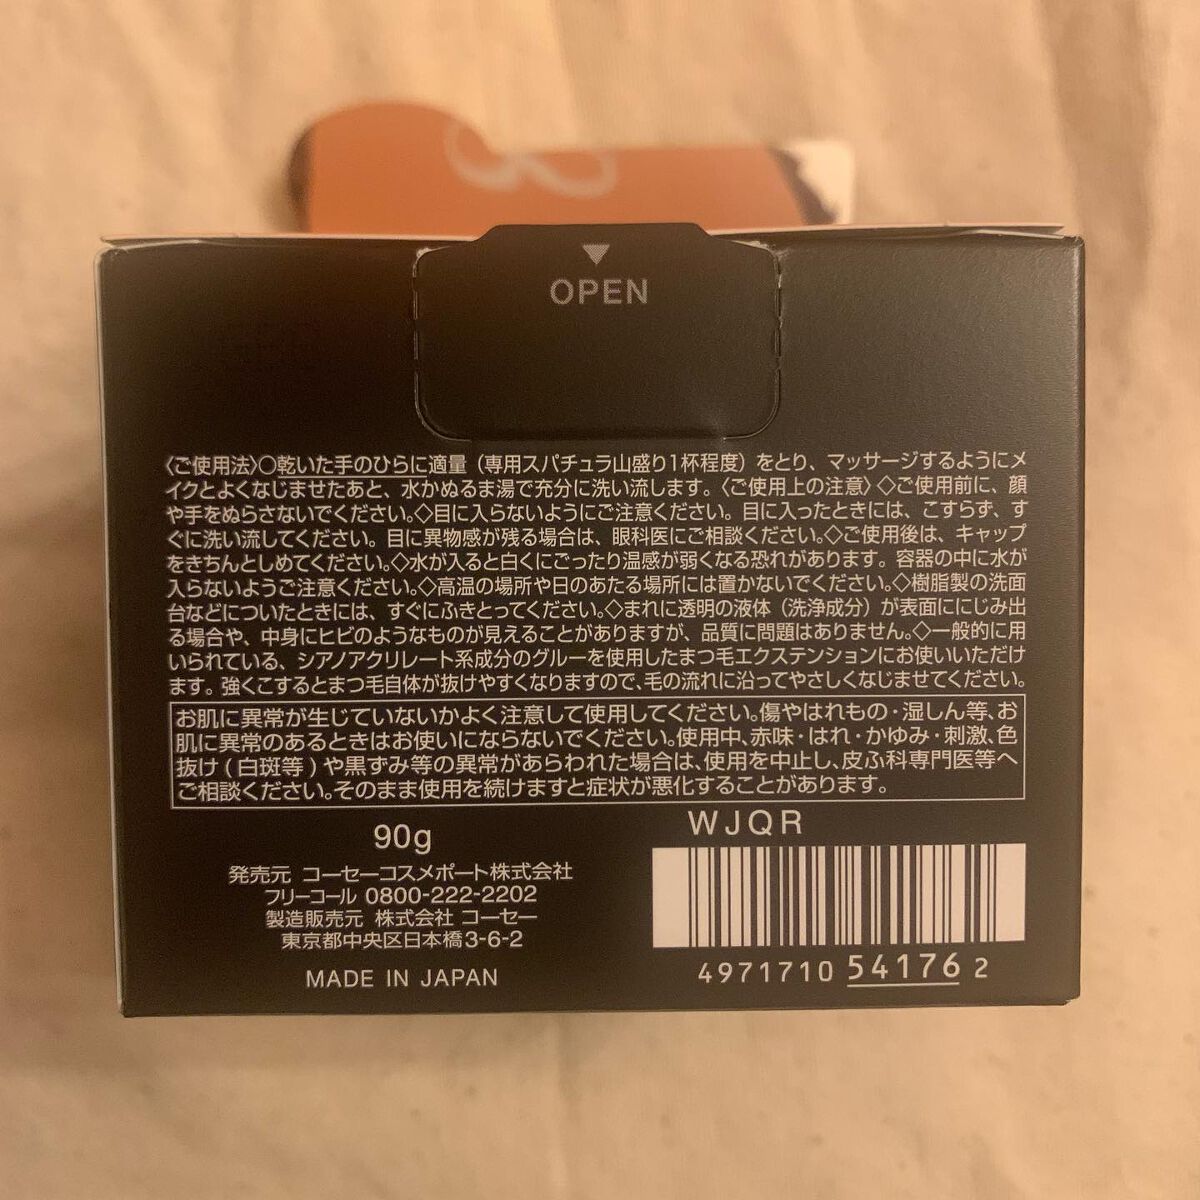 OPEN
〈ご使用法〉○乾いた手のひらに適量（専用スパチュラ山盛り1杯程度）をとり、マッサージするようにメ
イクとよくなじませたあと、水かぬるま湯で充分に洗い流します。〈ご使用上の注意〉◇ご使用前に、顔
や手をぬらさないでください。◇目に入らないようにご注意ください。目に入ったときには、こすらず、す
ぐに洗い流してください。目に異物感が残る場合は、眼科医にご相談ください。◇ご使用後は、キャップ
をきちんとしめてください。◇水が入ると白くにごったり温感が弱くなる恐れがあります。容器の中に水が
入らないようご注意ください。◇高温の場所や日のあたる場所には置かないでください。◇樹脂製の洗面
台などについたときには、すぐにふきとってください。◇まれに透明の液体（洗浄成分）が表面ににじみ出
る場合や、中身にヒビのようなものが見えることがありますが、品質に問題はありません。◇一般的に用
いられている、シアノアクリレート系成分のグルーを使用したまつ毛エクステンションにお使いいただけ
ます。強くこするとまつ毛自体が抜けやすくなりますので、毛の流れに沿ってやさしくなじませてください。
お肌に異常が生じていないかよく注意して使用してください。傷やはれもの・湿しん等、お
肌に異常のあるときはお使いにならないでください。使用中、赤味・はれ・かゆみ・刺激、色
抜け(白斑等)や黒ずみ等の異常があらわれた場合は、使用を中止し、皮ふ科専門医等へ
ご相談ください。そのまま使用を続けますと症状が悪化することがあります。
90g
発売元 コーセーコスメポート株式会社
フリーコール 0800-222-2202
製造販売元 株式会社 コーセー
東京都中央区日本橋3-6-2
MADE IN JAPAN
WJQR
4971710 54176 2